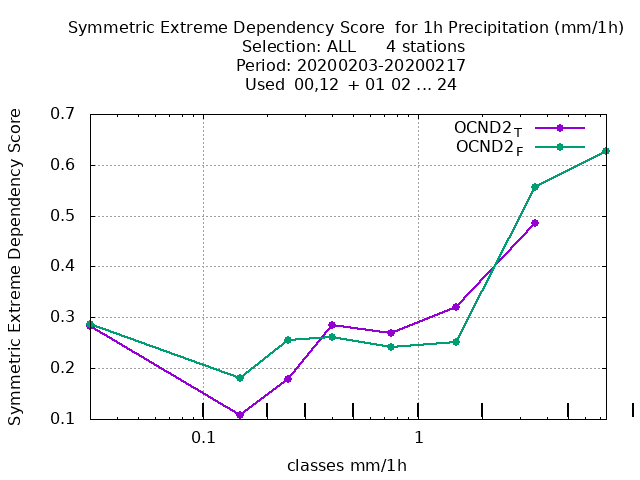 Symmetric Extreme Dependency Score  for 1h Precipitation (mm/1h)
Selection: ALL      4 stations
Period: 20200203-20200217
Used  00,12  + 01 02 ... 24
Symmetric Extreme Dependency Score
0.7
0.6
0.5
0.4
0.3
0.2
0.1
OCND2T
OCND2F
0.1
1
classes mm/1h